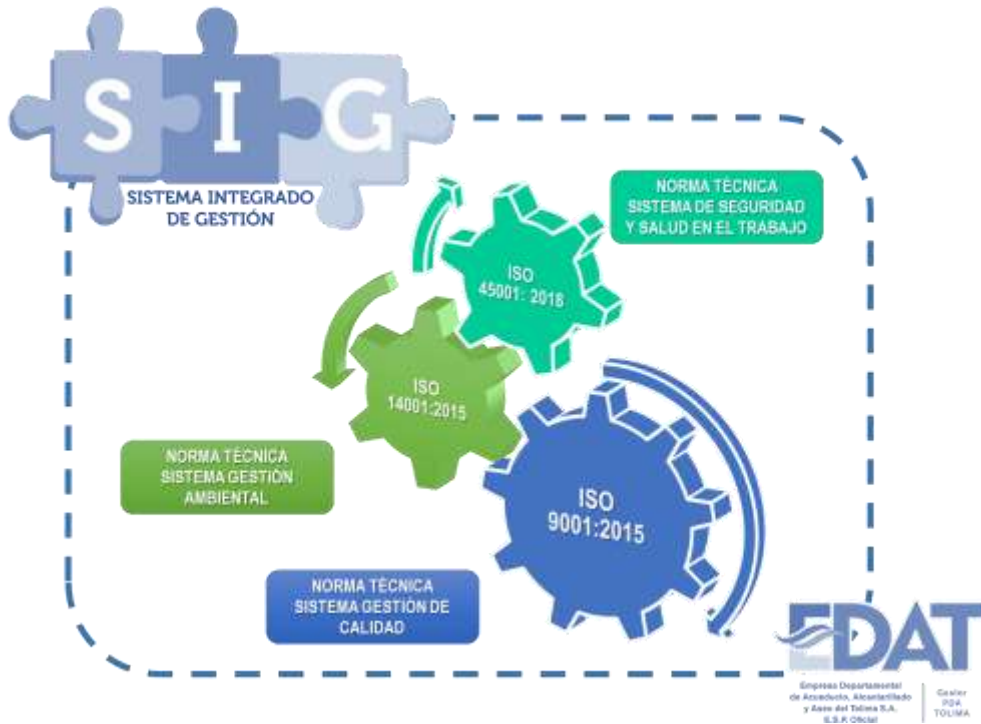 SIG
SISTEMA INTEGRADO
DE GESTIÓN
NORMA TÉCNICA
SISTEMA DE SEGURIDAD
Y SALUD EN EL TRABAJO
ISO
45001: 2018
ISO
14001:2015
NORMA TÉCNICA
SISTEMA GESTIÓN
AMBIENTAL
ISO
9001:2015
NORMA TÉCNICA
SISTEMA GESTIÓN DE
CALIDAD
EDAT
Empresa Departamental
de Acueducto, Alcantarillado
y Aseo del Tolima S.A.
E.S.P. Oficial
Gestor
PDA
TOLIMA